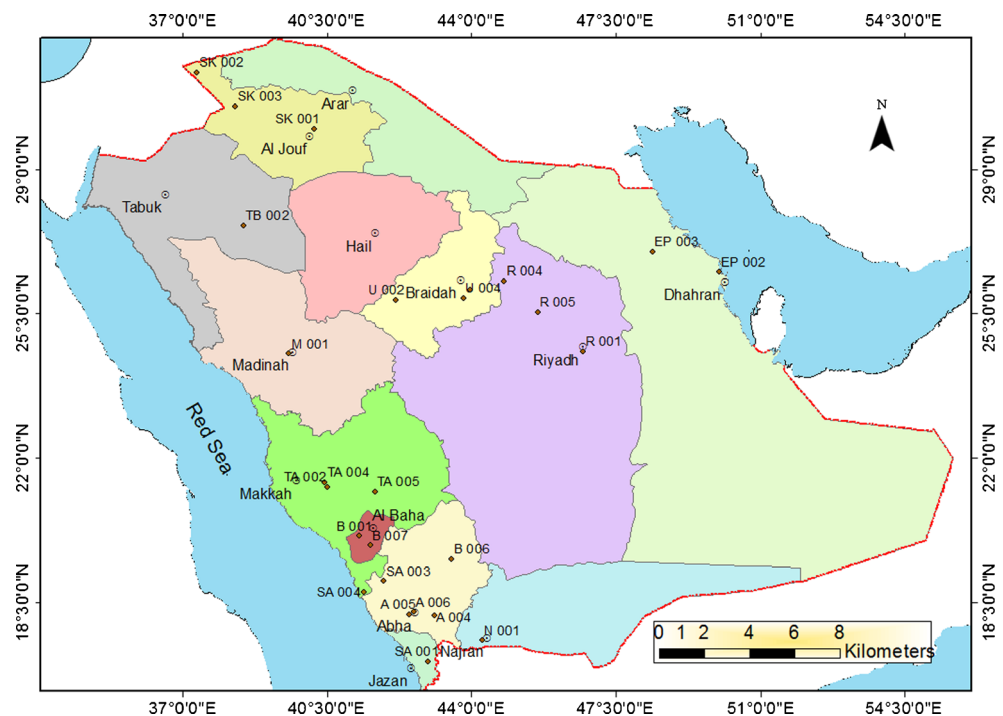 37°0'0"E 40°30'0"E 44°0'0"E 47°30'0"E 51°0'0"E 54°30'0"E
SK 002
SK 003
Arar
SK 001
Al Jouf
N
29°0'0"N 29°0'0"N
Tabuk
TB 002
Hail
EP 003
EP 002
R 004
U 002 Braidah U 004
Dhahran
R 005
25°30'0"N 25°30'0"N
M 001
R 001
Madinah
Riyadh
Red Sea
22°0'0"N 22°0'0"N
TA 002 TA 004
TA 005
Makkah
Al Baha
B 001
B 007
B 006
SA 003
SA 004
18°30'0"N 18°30'0"N
A 005 A 006
A 004
Abha
N 001
0 1 2 4 6 8
Kilometers
SA 001 Najran
Jazan
37°0'0"E 40°30'0"E 44°0'0"E 47°30'0"E 51°0'0"E 54°30'0"E